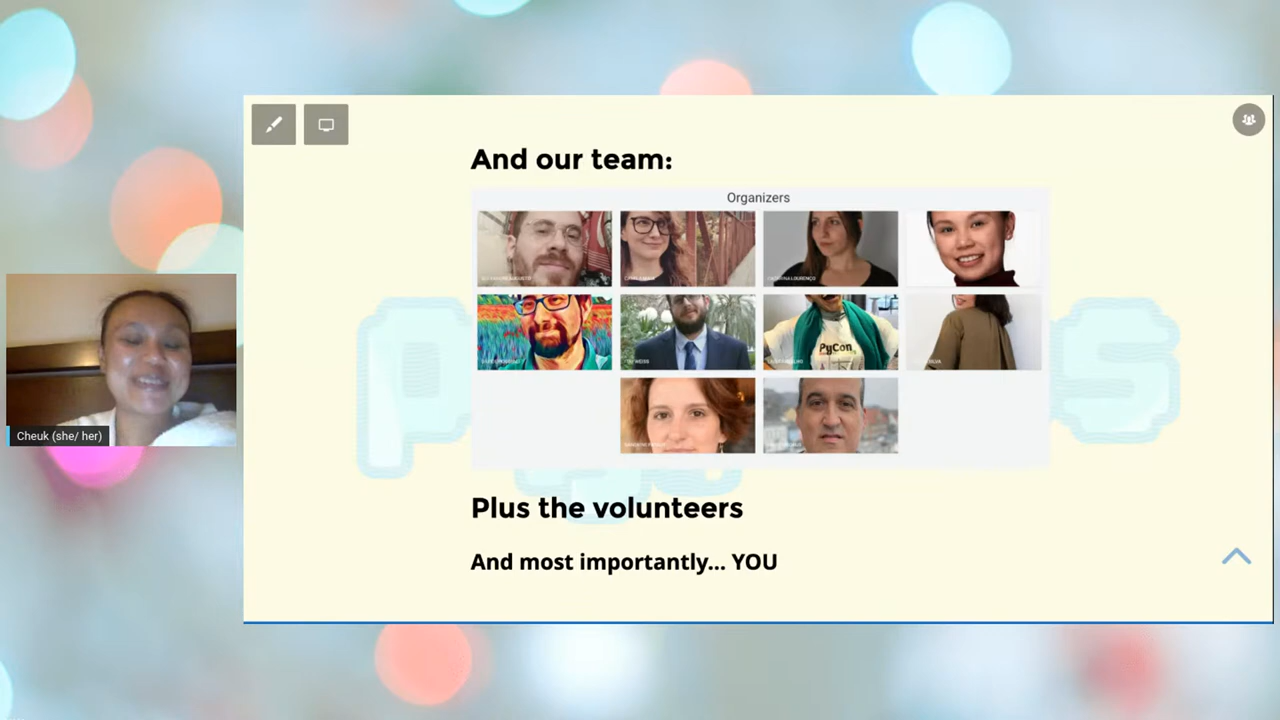 And our team:
Organizers
PyCon
Plus the volunteers
And most importantly... YOU
Cheuk (she/ her)